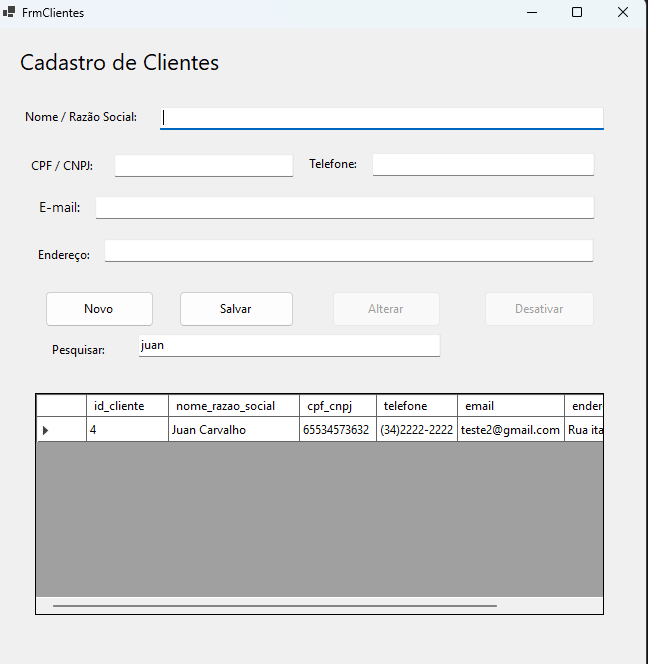 FrmClientes
Cadastro de Clientes
Nome / Razão Social:
CPF / CNPJ: Telefone:
E-mail:
Endereço:
Novo Salvar Alterar Desativar
Pesquisar: juan
id_cliente nome_razao_social cpf_cnpj telefone email ender
4 Juan Carvalho 65534573632 (34)2222-2222 teste2@gmail.com Rua ita